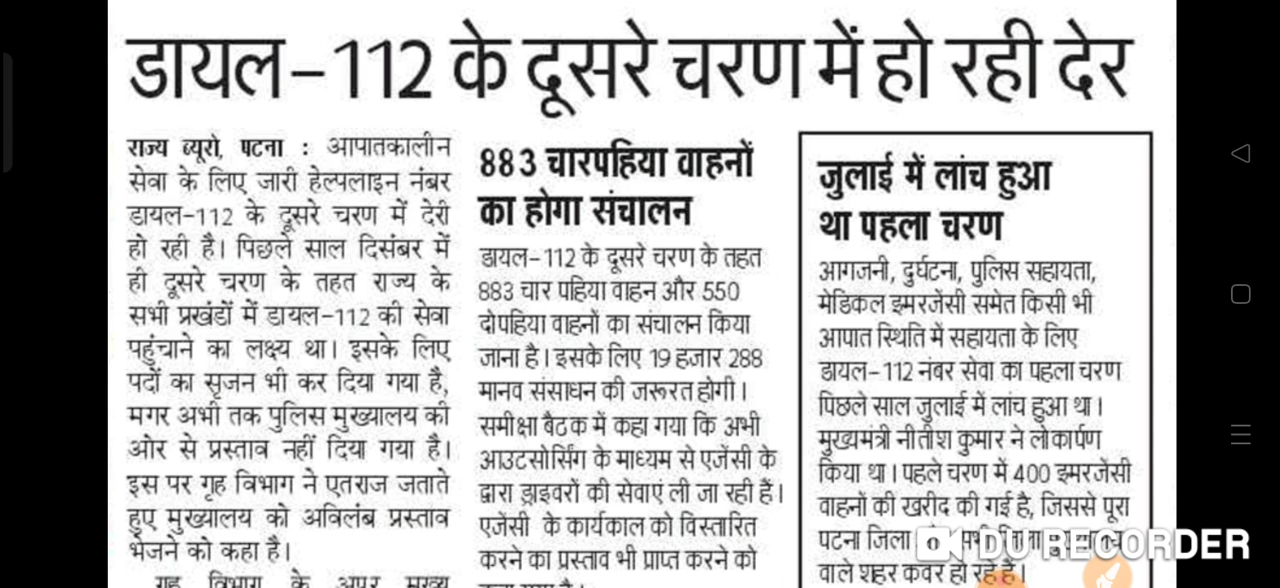 डायल-112 के दूसरे चरण में हो रही देर
राज्य ब्यूरो, पटना : आपातकालीन
सेवा के लिए जारी हेल्पलाइन नंबर
डायल-112 के दूसरे चरण में देरी
हो रही है। पिछले साल दिसंबर में
ही दूसरे चरण के तहत राज्य के
सभी प्रखंडों में डायल-112 की सेवा
पहुंचाने का लक्ष्य था। इसके लिए
पदों का सृजन भी कर दिया गया है,
मगर अभी तक पुलिस मुख्यालय की
ओर से प्रस्ताव नहीं दिया गया है।
इस पर गृह विभाग ने एतराज जताते
हुए मुख्यालय को अविलंब प्रस्ताव
भेजने को कहा है।
गृह विभाग के अपर मुख्य
883 चारपहिया वाहनों
का होगा संचालन
डायल-112 के दूसरे चरण के तहत
883 चार पहिया वाहन और 550
दोपहिया वाहनों का संचालन किया
जाना है। इसके लिए 19 हजार 288
मानव संसाधन की जरूरत होगी।
समीक्षा बैटक में कहा गया कि अभी
आउटसोर्सिंग के माध्यम से एजेंसी के
द्वारा ड्राइवरों की सेवाएं ली जा रही हैं।
एजेंसी के कार्यकाल को विस्तारित
करने का प्रस्ताव भी प्राप्त करने को
जुलाई में लांच हुआ
था पहला चरण
आगजनी, दुर्घटना, पुलिस सहायता,
मेडिकल इमरजेंसी समेत किसी भी
आपात स्थिति में सहायता के लिए
डायल-112 नंबर सेवा का पहला चरण
पिछले साल जुलाई में लांच हुआ था।
मुख्यमंत्री नीतीश कुमार ने लोकार्पण
किया था। पहले चरण में 400 इमरजेंसी
वाहनों की खरीद की गई है, जिससे पूरा
पटना जिला
वाले शहर कवर हो रहे हैं।
DU RECORDER